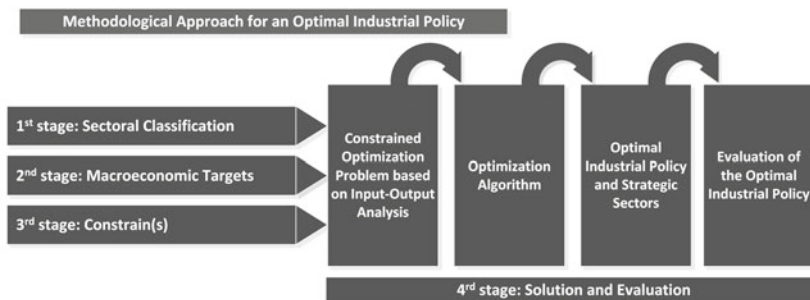 Methodological Approach for an Optimal Industrial Policy
1st stage: Sectoral Classification
2nd stage: Macroeconomic Targets
3rd stage: Constrain(s)
Constrained
Optimization
Problem based
on Input-Output
Analysis
Optimization
Algorithm
Optimal
Industrial Policy
and Strategic
Sectors
Evaluation of
the Optimal
Industrial Policy
4rd stage: Solution and Evaluation